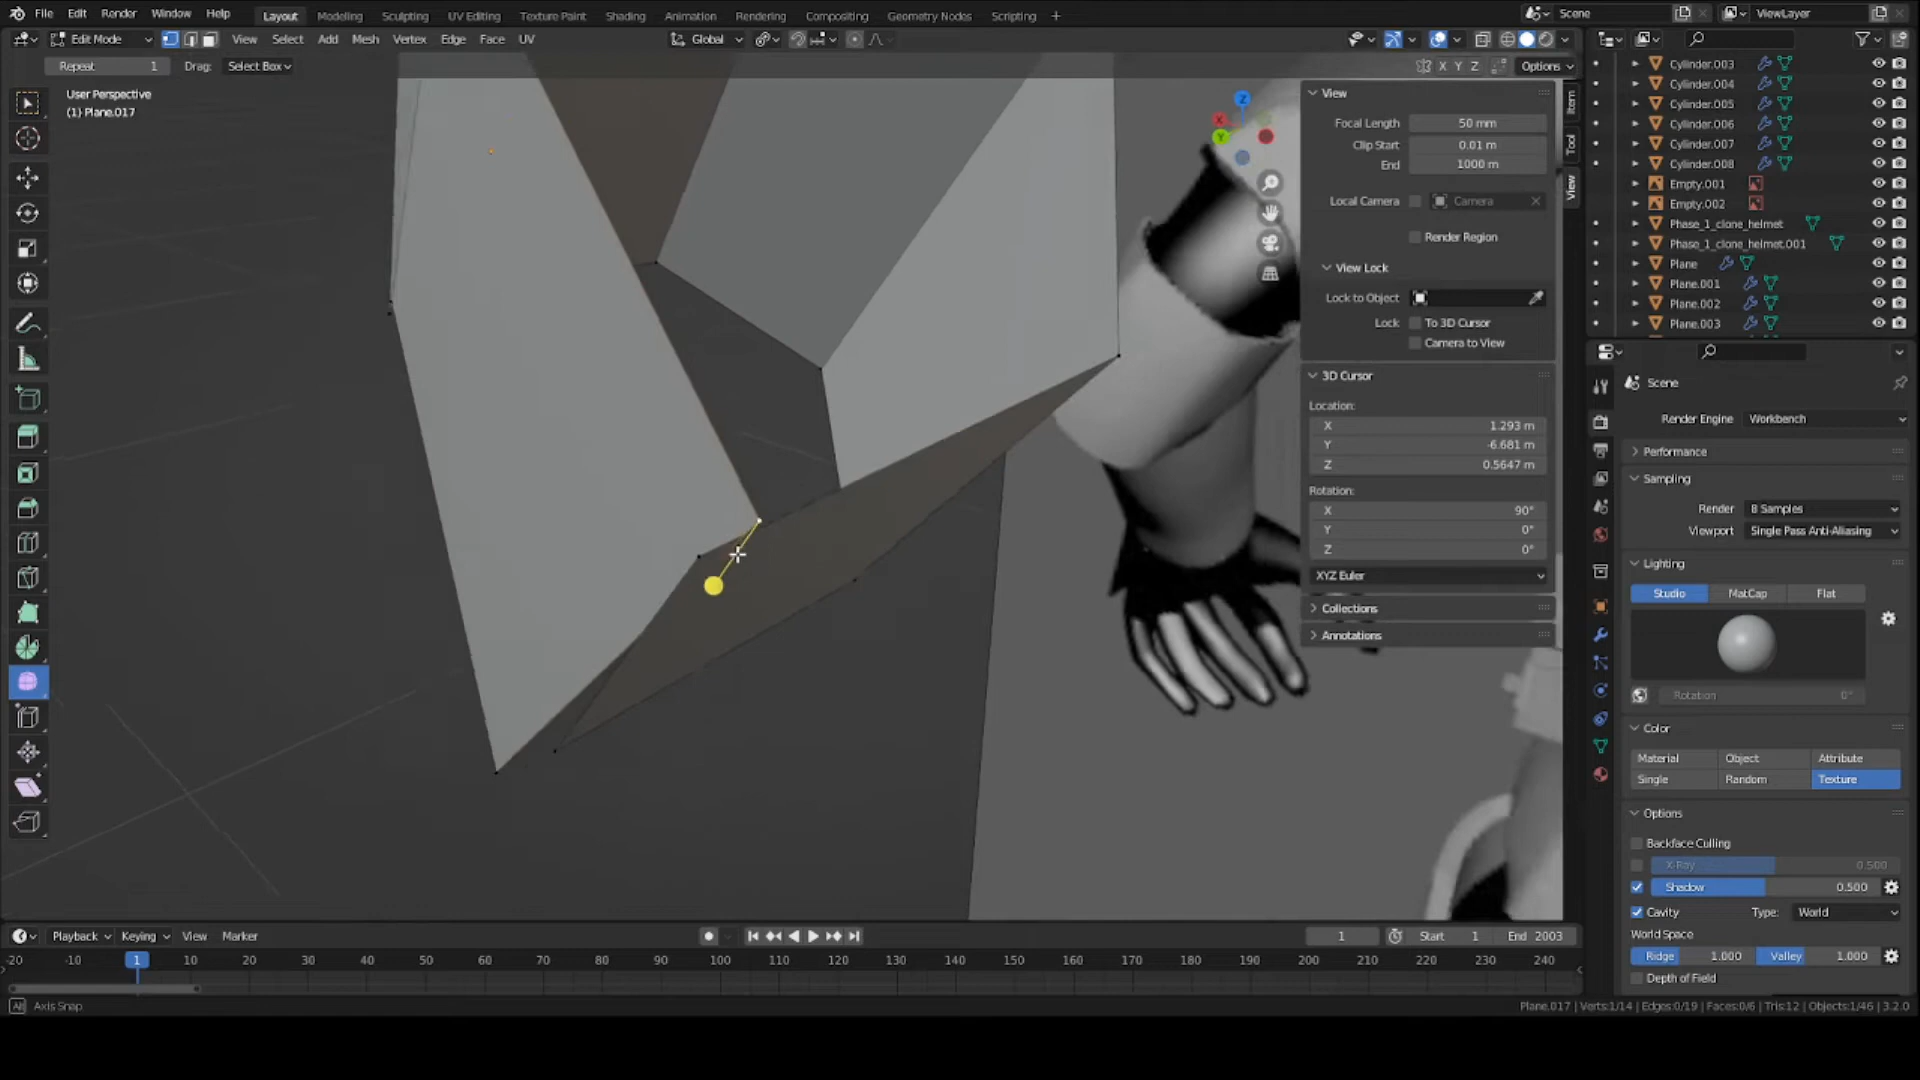 File Edit Render Window Help Layout Modeling Sculpting UV Editing Texture Paint Shading Animation Rendering Compositing Geometry Nodes Scripting + Scene ViewLayer
Edit Mode View Select Add Mesh Vertex Edge Face UV Global
Repeat 1 Drag: Select Box X Y Z Options
User Perspective
(1) Plane.017
View
Focal Length 50 mm
Clip Start 0.01 m
End 1000 m
Local Camera Camera
Render Region
View Lock
Lock to Object
Lock To 3D Cursor
Camera to View
3D Cursor
Location:
X 1.293 m
Y -6.681 m
Z 0.5647 m
Rotation:
X 90°
Y 0°
Z 0°
XYZ Euler
Collections
Annotations
Item
Tool
View
Z
X
Y
Cylinder.003
Cylinder.004
Cylinder.005
Cylinder.006
Cylinder.007
Cylinder.008
Empty.001
Empty.002
Phase_1_clone_helmet
Phase_1_clone_helmet.001
Plane
Plane.001
Plane.002
Plane.003
Scene
Render Engine Workbench
Performance
Sampling
Render 8 Samples
Viewport Single Pass Anti-Aliasing
Lighting
Studio MatCap Flat
Rotation 0°
Color
Material Object Attribute
Single Random Texture
Options
Backface Culling
X-Ray 0.500
Shadow 0.500
Cavity Type: World
World Space
Ridge 1.000 Valley 1.000
Depth of Field
Playback Keying View Marker 1 Start 1 End 2003
-20 -10 1 10 20 30 40 50 60 70 80 90 100 110 120 130 140 150 160 170 180 190 200 210 220 230 240
Alt Axis Snap
Plane.017 | Verts:1/14 | Edges:0/19 | Faces:0/6 | Tris:12 | Objects:1/46 | 3.2.0